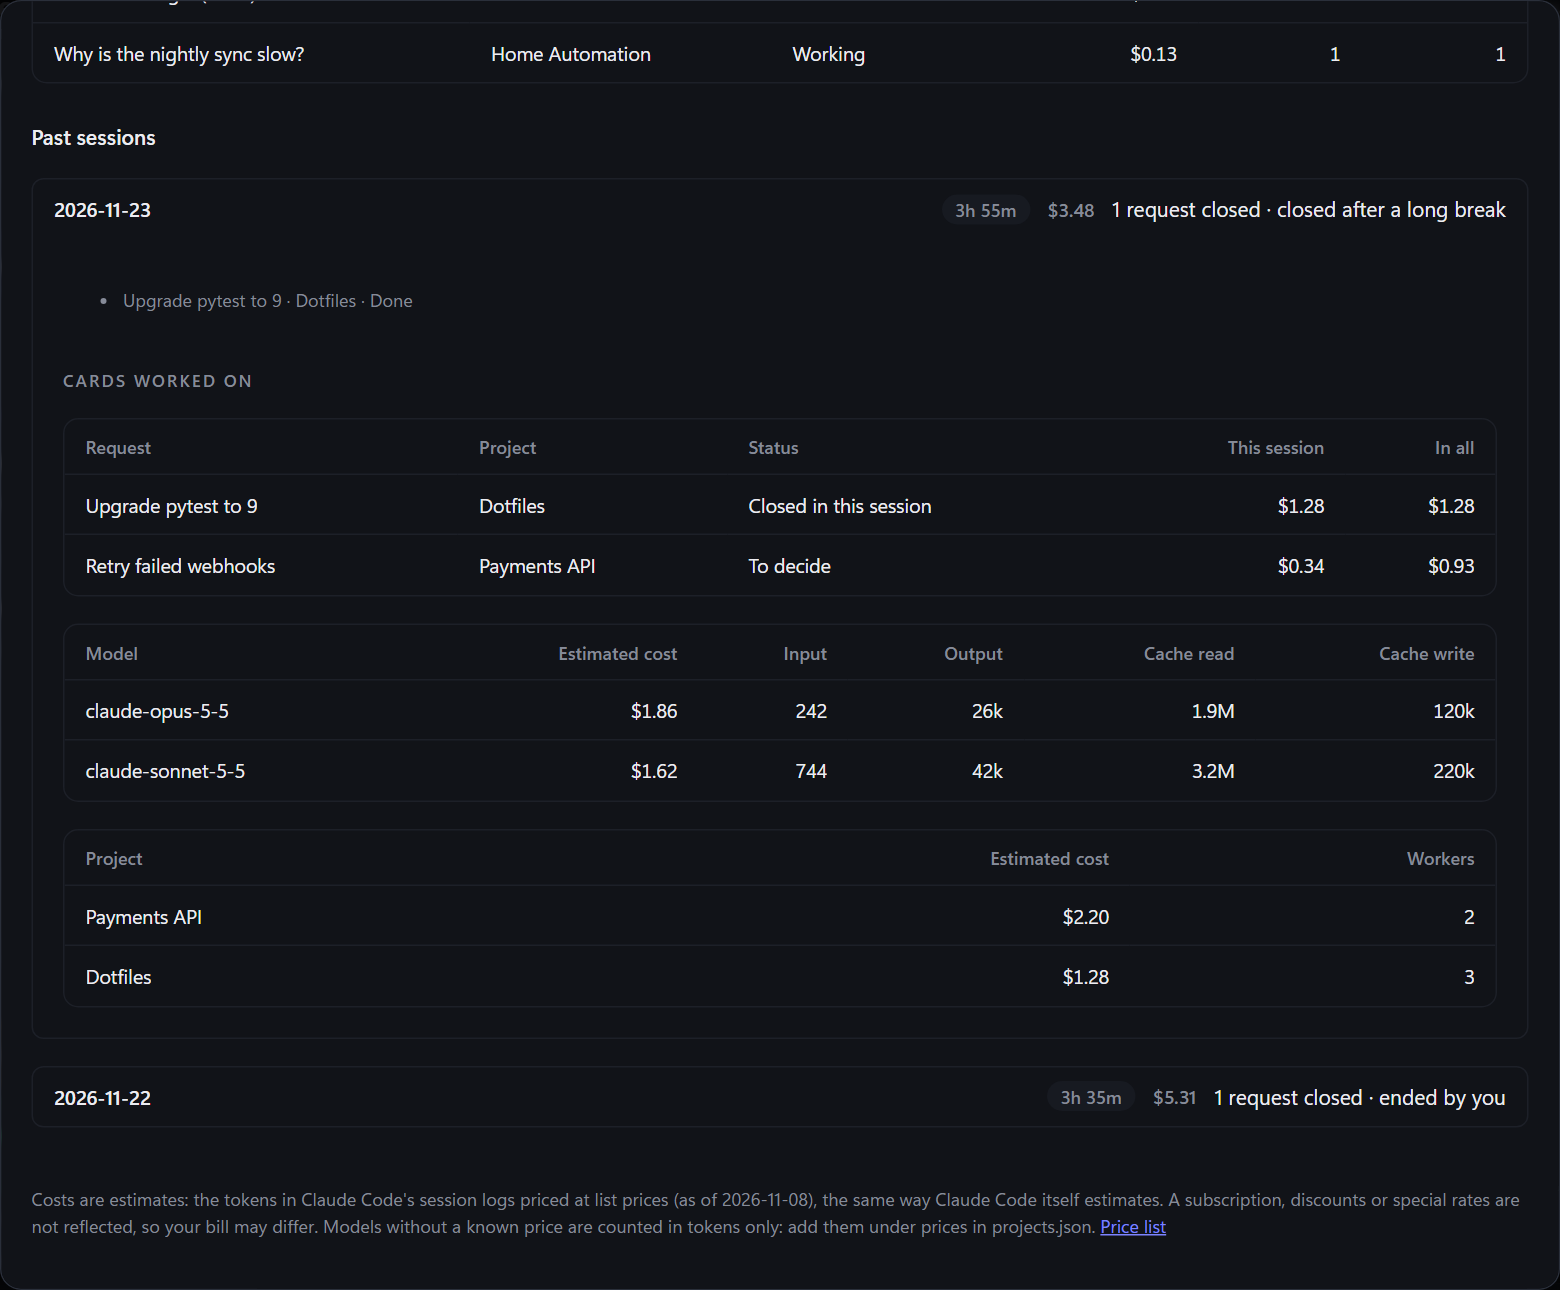 Why is the nightly sync slow? Home Automation Working $0.13 1 1
Past sessions
2026-11-23 3h 55m $3.48 1 request closed · closed after a long break
• Upgrade pytest to 9 · Dotfiles · Done
CARDS WORKED ON
Request Project Status This session In all
Upgrade pytest to 9 Dotfiles Closed in this session $1.28 $1.28
Retry failed webhooks Payments API To decide $0.34 $0.93
Model Estimated cost Input Output Cache read Cache write
claude-opus-5-5 $1.86 242 26k 1.9M 120k
claude-sonnet-5-5 $1.62 744 42k 3.2M 220k
Project Estimated cost Workers
Payments API $2.20 2
Dotfiles $1.28 3
2026-11-22 3h 35m $5.31 1 request closed · ended by you
Costs are estimates: the tokens in Claude Code's session logs priced at list prices (as of 2026-11-08), the same way Claude Code itself estimates. A subscription, discounts or special rates are
not reflected, so your bill may differ. Models without a known price are counted in tokens only: add them under prices in projects.json. Price list